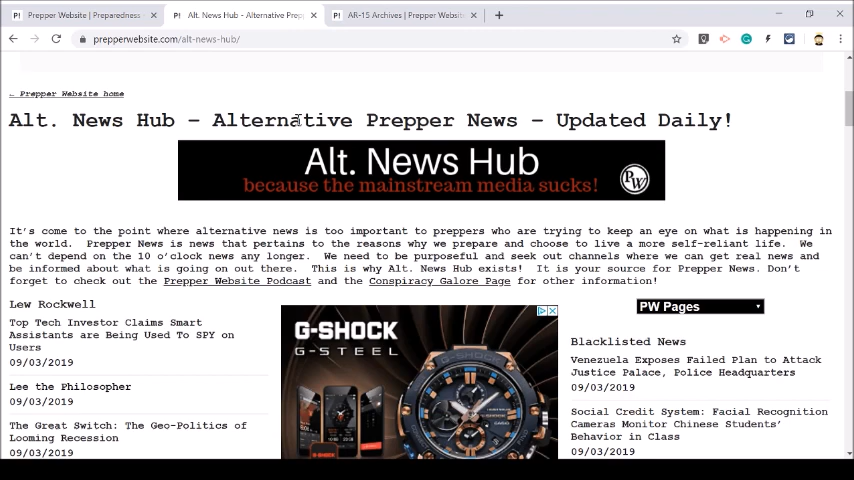 Prepper Website | Preparedness
Alt. News Hub - Alternative Prep
AR-15 Archives | Prepper Websit
prepperwebsite.com/alt-news-hub/
← Prepper Website home
Alt. News Hub – Alternative Prepper News – Updated Daily!
Alt. News Hub
because the mainstream media sucks!
PW
It's come to the point where alternative news is too important to preppers who are trying to keep an eye on what is happening in
the world.  Prepper News is news that pertains to the reasons why we prepare and choose to live a more self-reliant life.  We
can't depend on the 10 o'clock news any longer.  We need to be purposeful and seek out channels where we can get real news and
be informed about what is going on out there.  This is why Alt. News Hub exists!  It is your source for Prepper News. Don't
forget to check out the Prepper Website Podcast and the Conspiracy Galore Page for other information!
Lew Rockwell
Top Tech Investor Claims Smart
Assistants are Being Used To SPY on
Users
09/03/2019
Lee the Philosopher
09/03/2019
The Great Switch: The Geo-Politics of
Looming Recession
09/03/2019
G-SHOCK
G-STEEL
PW Pages
Blacklisted News
Venezuela Exposes Failed Plan to Attack
Justice Palace, Police Headquarters
09/03/2019
Social Credit System: Facial Recognition
Cameras Monitor Chinese Students'
Behavior in Class
09/03/2019